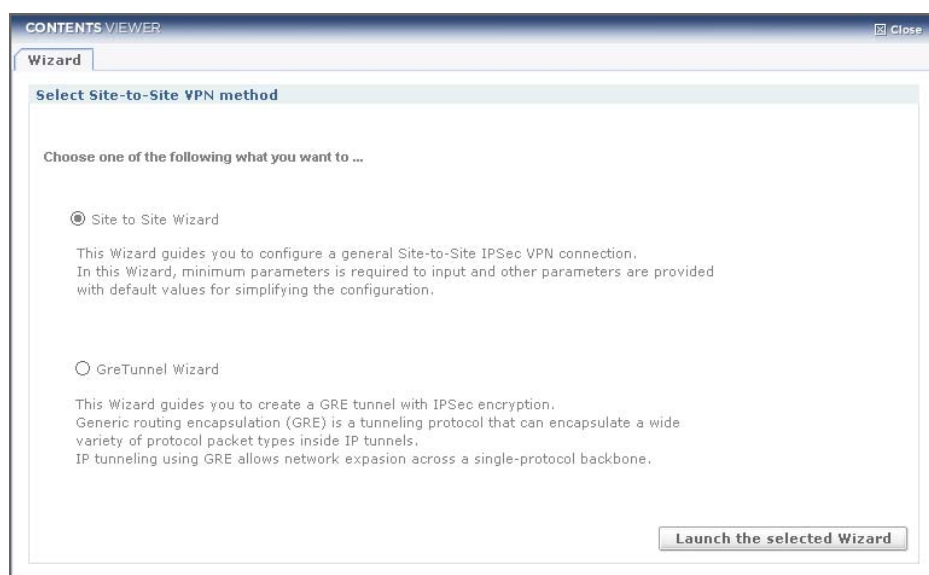 CONTENTS VIEWER
Close
Wizard
Select Site-to-Site VPN method
Choose one of the following what you want to ...
Site to Site Wizard
This Wizard guides you to configure a general Site-to-Site IPSec VPN connection.
In this Wizard, minimum parameters is required to input and other parameters are provided
with default values for simplifying the configuration.
GreTunnel Wizard
This Wizard guides you to create a GRE tunnel with IPSec encryption.
Generic routing encapsulation (GRE) is a tunneling protocol that can encapsulate a wide
variety of protocol packet types inside IP tunnels.
IP tunneling using GRE allows network expasion across a single-protocol backbone.
Launch the selected Wizard